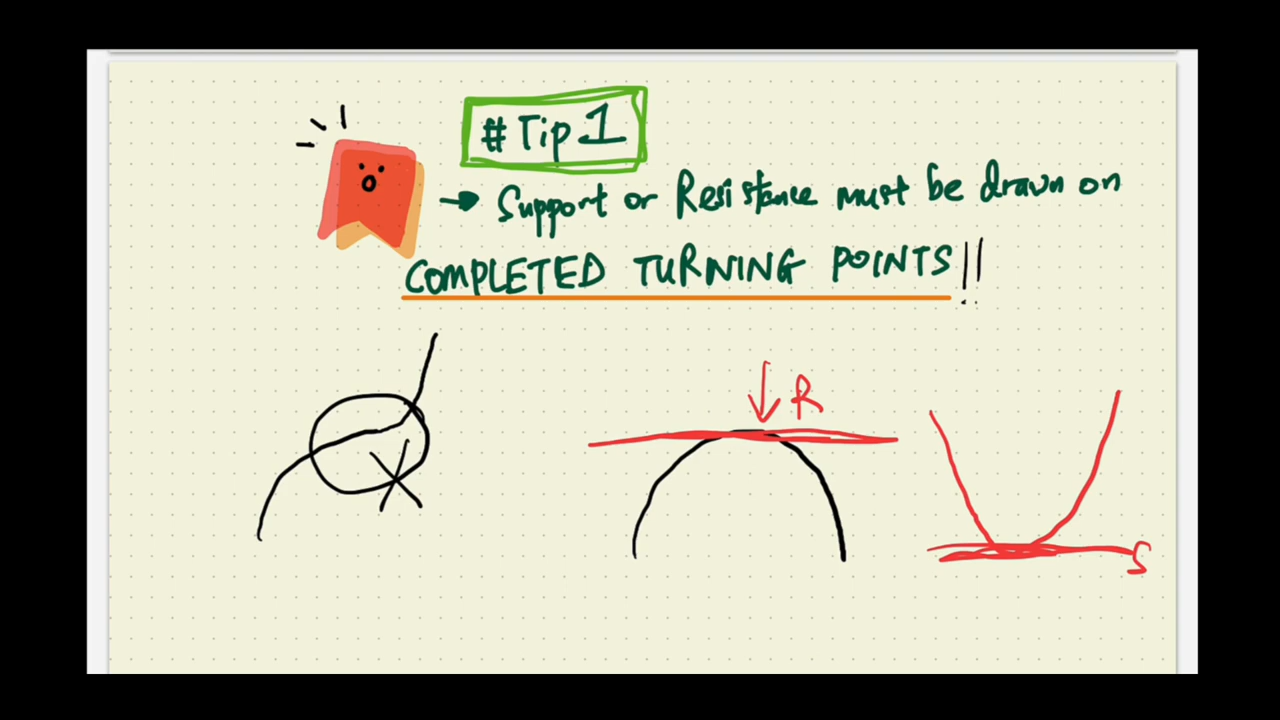 # Tip 1
→ Support or Resistance must be drawn on
COMPLETED TURNING POINTS!!
R
S